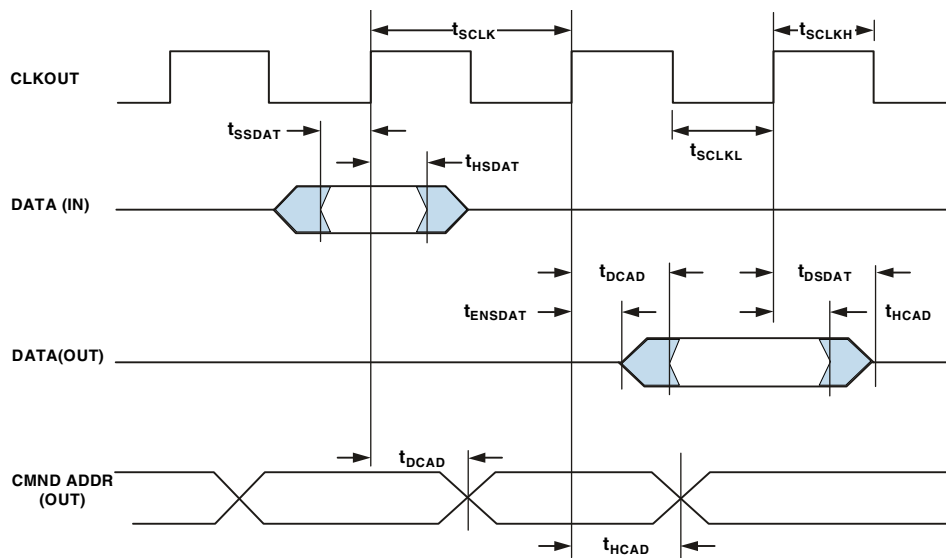 tSCLK
tSCLKH
CLKOUT
tSSDAT
tSCLKL
tHSDAT
DATA (IN)
tDCAD
tDSDAT
tENSDAT
tHCAD
DATA(OUT)
tDCAD
CMND ADDR
(OUT)
tHCAD